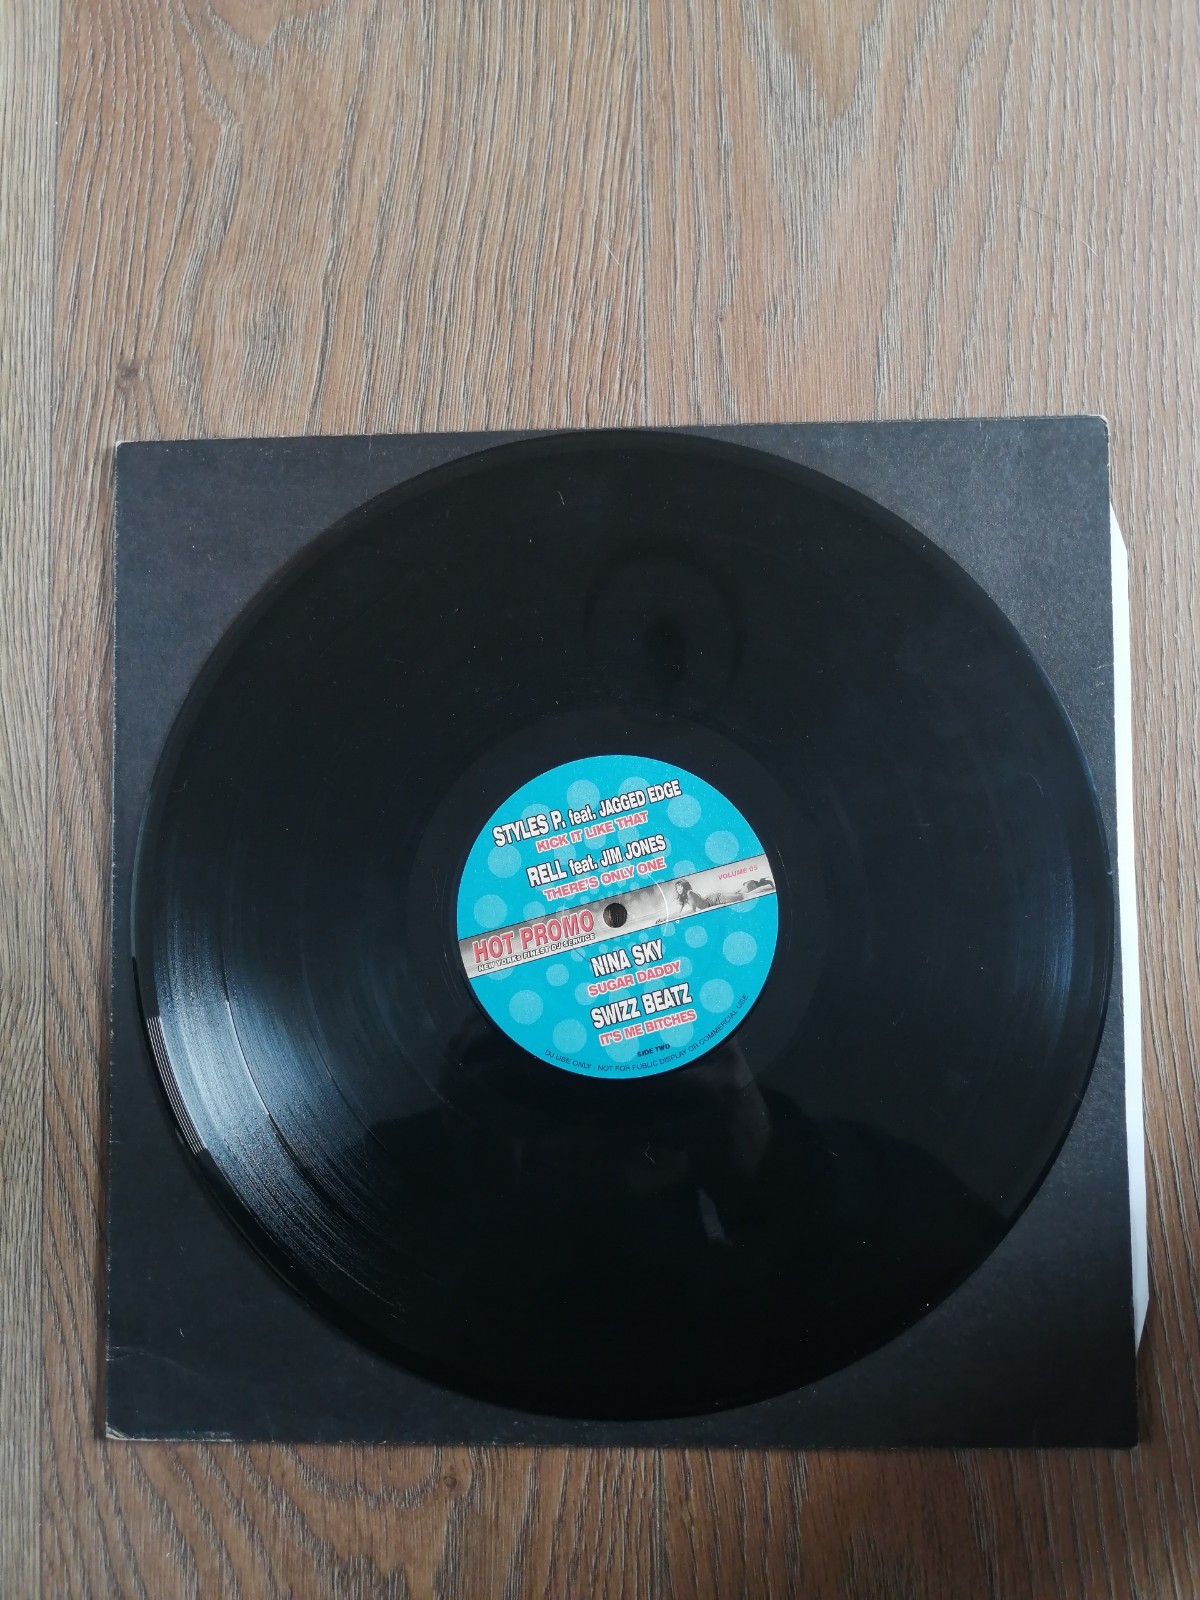 STYLES P. feat. JAGGED EDGE
KICK IT LIKE THAT
RELL feat. JIM JONES
THERE'S ONLY ONE
VOLUME 05
HOT PROMO
NEW YORKS FINEST DJ SERVICE
NINA SKY
SUGAR DADDY
SWIZZ BEATZ
IT'S ME BITCHES
SIDE TWO
DJ USE ONLY - NOT FOR PUBLIC DISPLAY OR COMMERCIAL USE